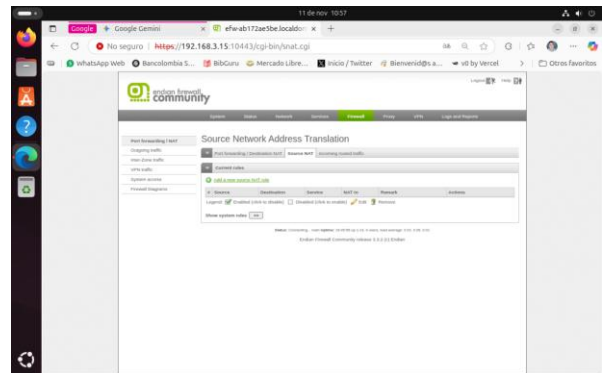 11 de nov 10:57
Google
Google Gemini
efw-ab172ae5be.localdon
No seguro
https://192.168.3.15:10443/cgi-bin/snat.cgi
WhatsApp Web
Bancolombia S...
BibGuru
Mercado Libre...
Inicio / Twitter
Bienvenid@s a...
v0 by Vercel
Otros favoritos
endian firewall
community
Logout
Help
System
Status
Network
Services
Firewall
Proxy
VPN
Logs and Reports
Port forwarding / NAT
Outgoing traffic
Inter-Zone traffic
VPN traffic
System access
Firewall Diagrams
Source Network Address Translation
Port forwarding / Destination NAT
Source NAT
Incoming routed traffic
Current rules
Add a new source NAT rule
# Source Destination Service NAT to Remark Actions
Legend: Enabled (click to disable) Disabled (click to enable) Edit Remove
Show system rules >>
Endian Firewall Community release 3.3.2 (c) Endian